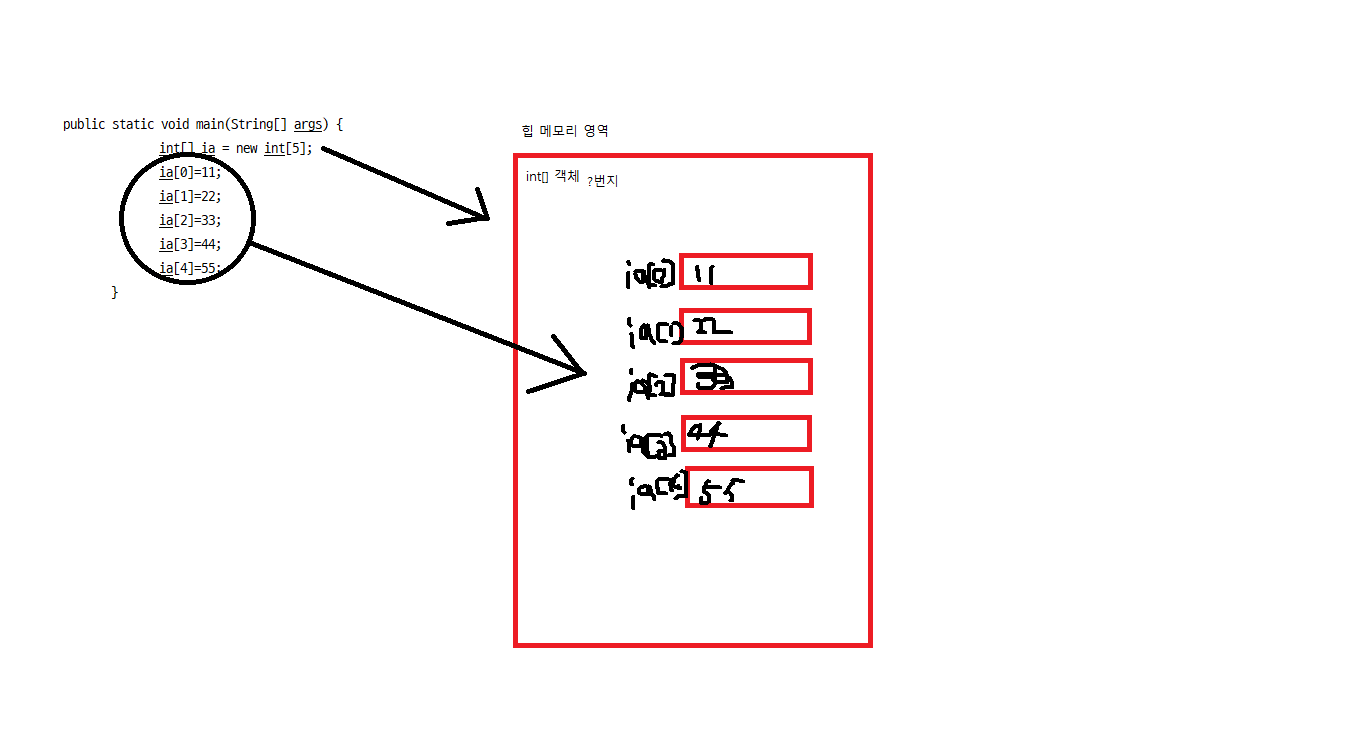 public static void main(String[] args) {
int[] ia = new int[5];
ia[0]=11;
ia[1]=22;
ia[2]=33;
ia[3]=44;
ia[4]=55;
}
힙 메모리 영역
int[] 객체 ?번지
ia[0] 11
ia[1] 22
ia[2] 33
ia[3] 44
ia[4] 55